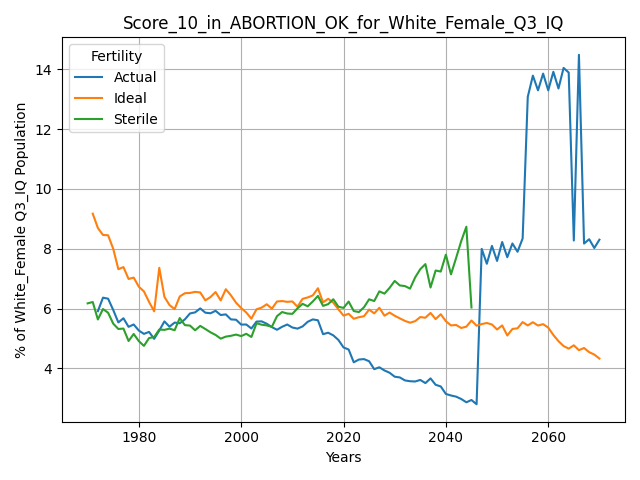 Score_10_in_ABORTION_OK_for_White_Female_Q3_IQ
% of White_Female Q3_IQ Population
14
12
10
8
6
4
Fertility
Actual
Ideal
Sterile
1980 2000 2020 2040 2060
Years